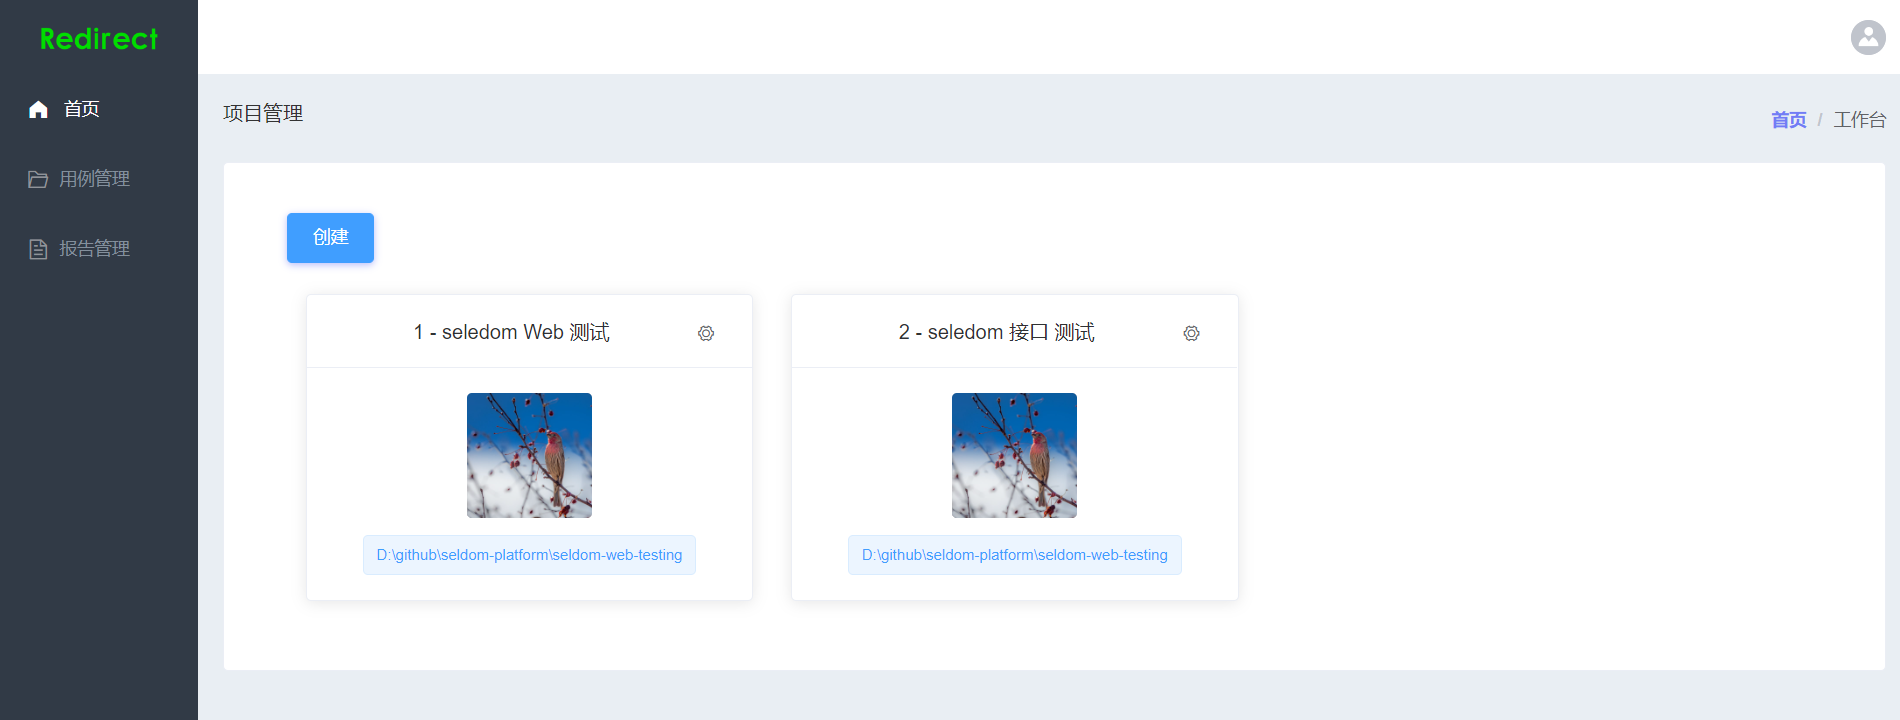 Redirect
首页
用例管理
报告管理
项目管理
首页 / 工作台
创建
1 - seledom Web 测试
D:\github\seldom-platform\seldom-web-testing
2 - seledom 接口 测试
D:\github\seldom-platform\seldom-web-testing